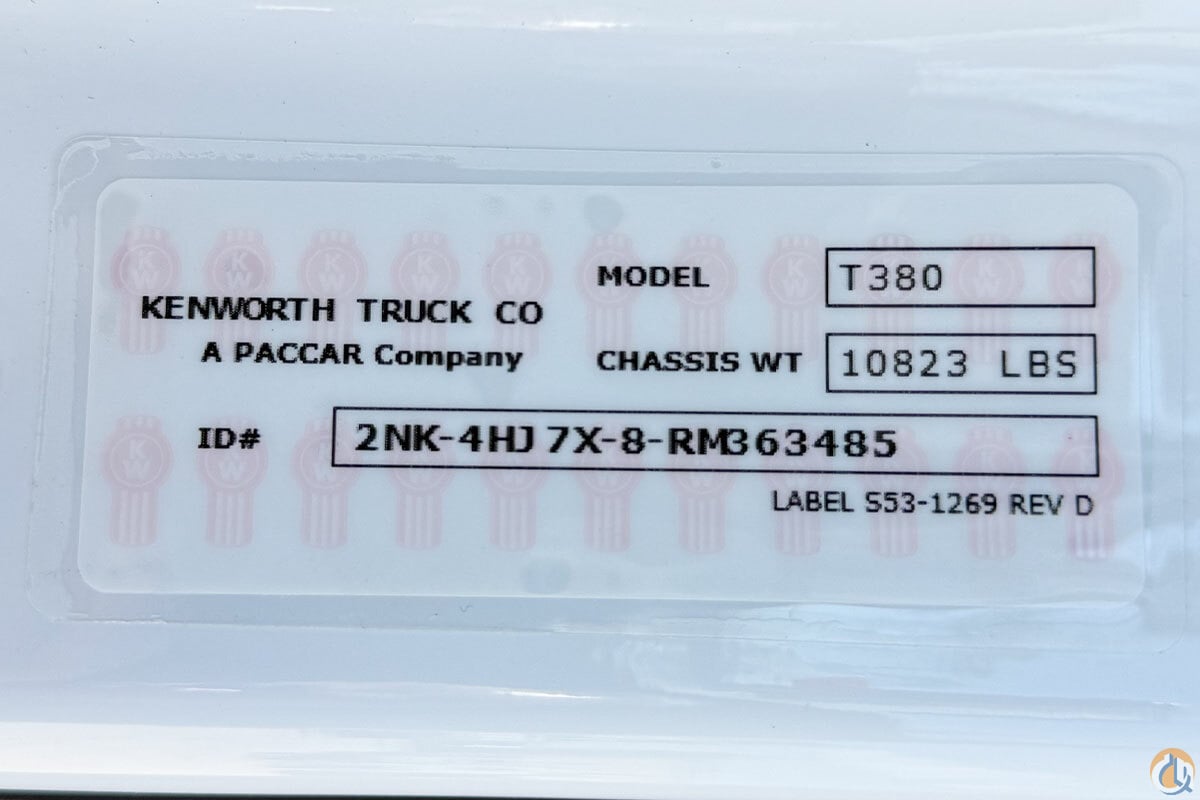 KENWORTH TRUCK CO
A PACCAR Company
MODEL T380
CHASSIS WT 10823 LBS
ID# 2NK-4HJ7X-8-RM363485
LABEL S53-1269 REV D